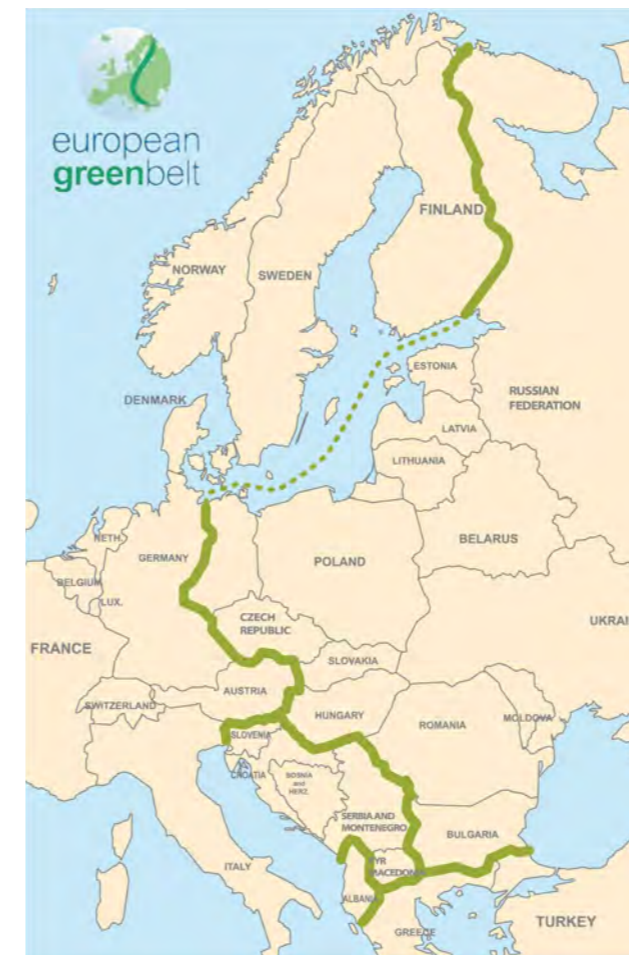 european
greenbelt
FINLAND
NORWAY
SWEDEN
ESTONIA
RUSSIAN
FEDERATION
DENMARK
LATVIA
LITHUANIA
NETH.
GERMANY
POLAND
BELARUS
BELGIUM
LUX.
CZECH
REPUBLIC
UKRAI
FRANCE
SLOVAKIA
AUSTRIA
SWITZERLAND
HUNGARY
ROMANIA
MOLDOVA
SLOVENIA
CROATIA
BOSNIA
and
HERZ.
SERBIA AND
MONTENEGRO
BULGARIA
ITALY
FYR
MACEDONIA
ALBANIA
GREECE
TURKEY